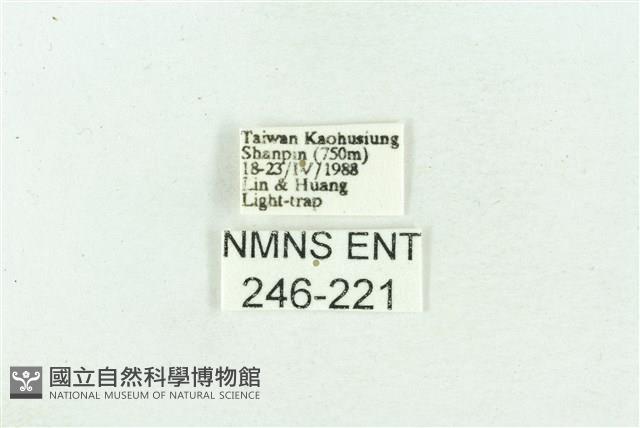 Taiwan Kaohusiung
Shanpin (750m)
18-23/IV/1988
Lin & Huang
Light-trap
NMNS ENT
246-221
國立自然科學博物館
NATIONAL MUSEUM OF NATURAL SCIENCE